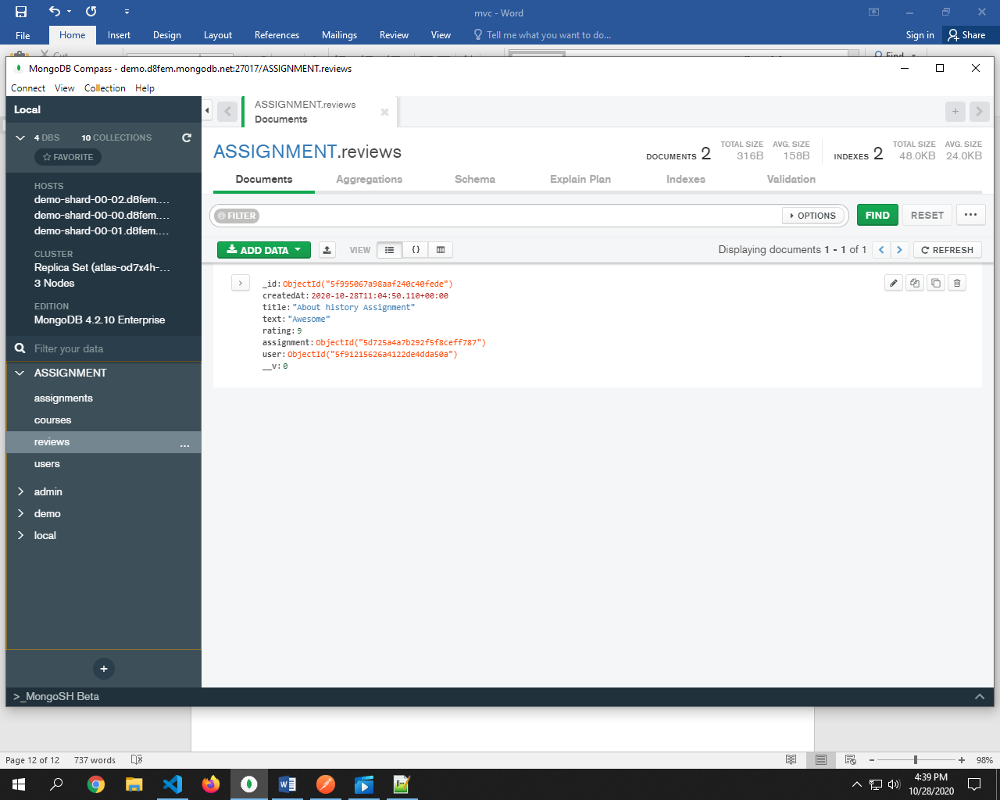 mvc - Word
File Home Insert Design Layout References Mailings Review View Tell me what you want to do... Sign in Share
Cut Find
MongoDB Compass - demo.d8fem.mongodb.net:27017/ASSIGNMENT.reviews
Connect View Collection Help
Local
4 DBS 10 COLLECTIONS
FAVORITE
HOSTS
demo-shard-00-02.d8fem....
demo-shard-00-00.d8fem....
demo-shard-00-01.d8fem....
CLUSTER
Replica Set (atlas-od7x4h-...
3 Nodes
EDITION
MongoDB 4.2.10 Enterprise
Filter your data
ASSIGNMENT
assignments
courses
reviews ...
users
admin
demo
local
+
ASSIGNMENT.reviews
Documents
ASSIGNMENT.reviews
DOCUMENTS 2 TOTAL SIZE 316B AVG. SIZE 158B INDEXES 2 TOTAL SIZE 48.0KB AVG. SIZE 24.0KB
Documents Aggregations Schema Explain Plan Indexes Validation
FILTER OPTIONS FIND RESET ...
ADD DATA VIEW {} Displaying documents 1 - 1 of 1 < > REFRESH
_id: ObjectId("5f995067a98aaf240c40fede")
createdAt: 2020-10-28T11:04:50.110+00:00
title: "About history Assignment"
text: "Awesome"
rating: 9
assignment: ObjectId("5d725a4a7b292f5f8ceff787")
user: ObjectId("5f91215626a4122de4dda50a")
__v: 0
>_MongoSH Beta
Page 12 of 12 737 words 98%
4:39 PM
10/28/2020